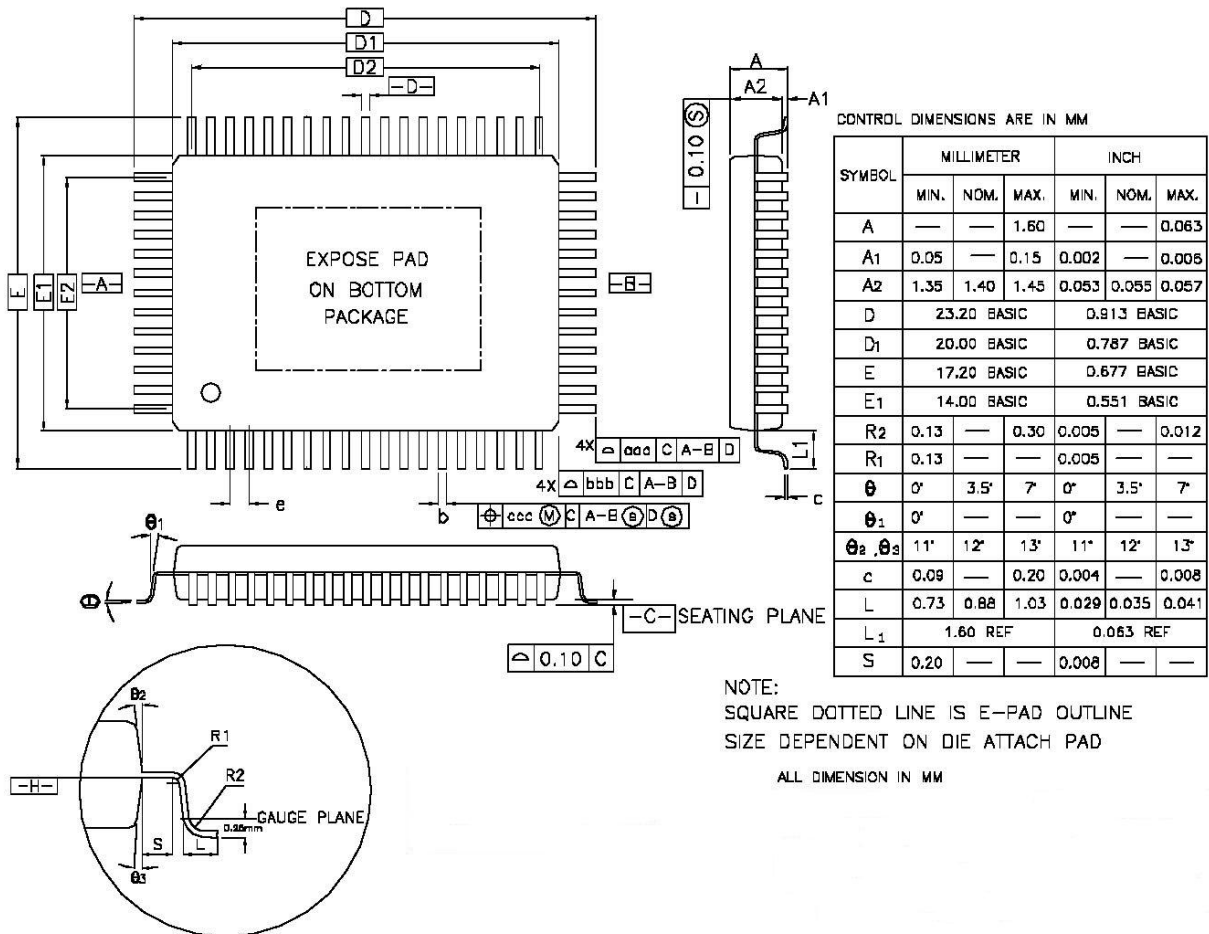 D
D1
D2
-D-
A
A2
A1
0.10 Ⓢ
CONTROL DIMENSIONS ARE IN MM
SYMBOL MILLIMETER INCH
MIN. NOM. MAX. MIN. NOM. MAX.
A — — 1.60 — — 0.063
A1 0.05 — 0.15 0.002 — 0.006
A2 1.35 1.40 1.45 0.053 0.055 0.057
D 23.20 BASIC 0.913 BASIC
D1 20.00 BASIC 0.787 BASIC
E 17.20 BASIC 0.677 BASIC
E1 14.00 BASIC 0.551 BASIC
R2 0.13 — 0.30 0.005 — 0.012
R1 0.13 — — 0.005 — —
θ 0° 3.5° 7° 0° 3.5° 7°
θ1 0° — — 0° — —
θ2 ,θ3 11° 12° 13° 11° 12° 13°
c 0.09 — 0.20 0.004 — 0.008
L 0.73 0.88 1.03 0.029 0.035 0.041
L1 1.60 REF 0.063 REF
S 0.20 — — 0.008 — —
E
E1
E2
-A-
EXPOSE PAD
ON BOTTOM
PACKAGE
-B-
4X ⌓ aaa C A-B D
4X ⌓ bbb C A-B D
⌖ ccc Ⓜ C A-B ⓢ D ⓢ
e
b
L1
c
θ1
θ
-C- SEATING PLANE
⌓ 0.10 C
NOTE:
SQUARE DOTTED LINE IS E-PAD OUTLINE
SIZE DEPENDENT ON DIE ATTACH PAD
ALL DIMENSION IN MM
θ2
R1
R2
-H-
GAUGE PLANE
0.25mm
S
L
θ3